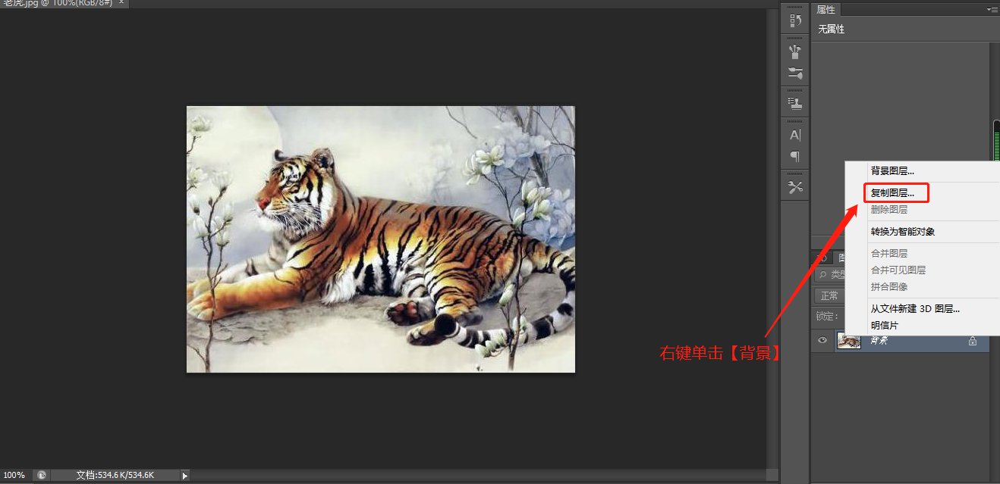 老虎.jpg @ 100%(RGB/8#) ×
属性
无属性
A|
背景图层...
复制图层...
删除图层
转换为智能对象
合并图层
合并可见图层
拼合图像
从文件新建 3D 图层...
明信片
类型
正常
锁定:
背景
右键单击【背景】
100%
文档:534.6K/534.6K